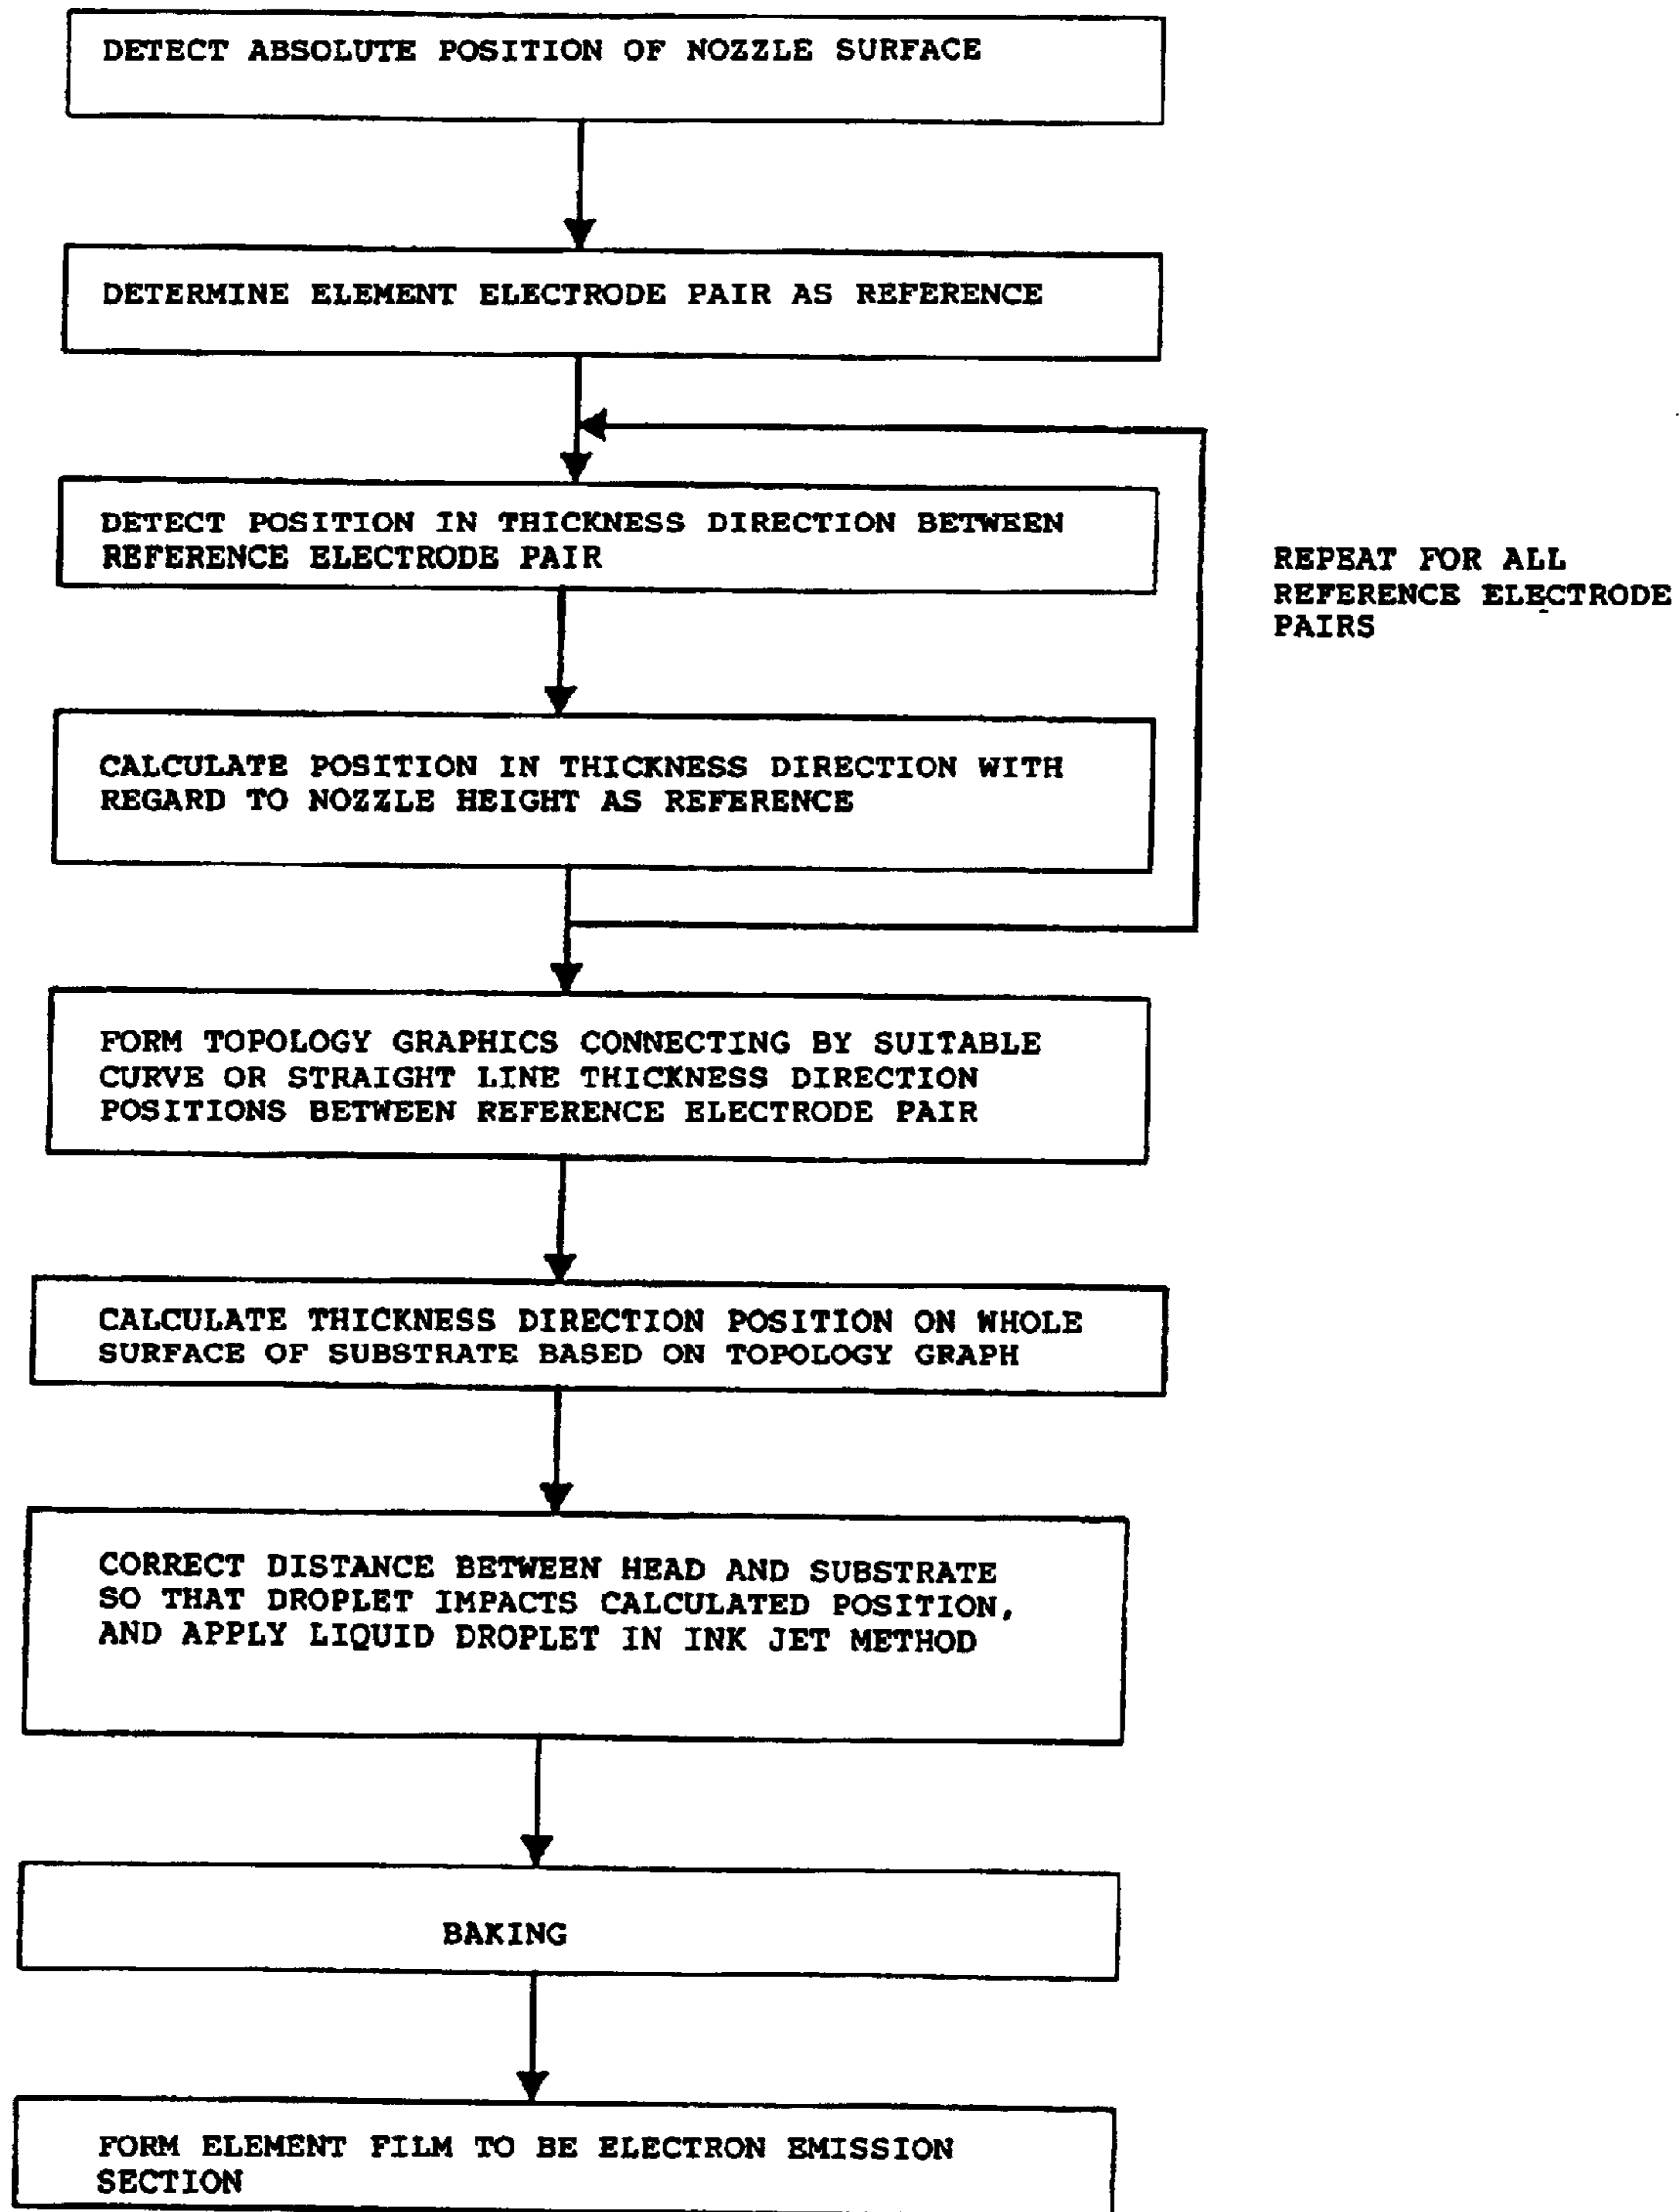 DETECT ABSOLUTE POSITION OF NOZZLE SURFACE
DETERMINE ELEMENT ELECTRODE PAIR AS REFERENCE
DETECT POSITION IN THICKNESS DIRECTION BETWEEN
REFERENCE ELECTRODE PAIR
REPEAT FOR ALL
REFERENCE ELECTRODE
PAIRS
CALCULATE POSITION IN THICKNESS DIRECTION WITH
REGARD TO NOZZLE HEIGHT AS REFERENCE
FORM TOPOLOGY GRAPHICS CONNECTING BY SUITABLE
CURVE OR STRAIGHT LINE THICKNESS DIRECTION
POSITIONS BETWEEN REFERENCE ELECTRODE PAIR
CALCULATE THICKNESS DIRECTION POSITION ON WHOLE
SURFACE OF SUBSTRATE BASED ON TOPOLOGY GRAPH
CORRECT DISTANCE BETWEEN HEAD AND SUBSTRATE
SO THAT DROPLET IMPACTS CALCULATED POSITION,
AND APPLY LIQUID DROPLET IN INK JET METHOD
BAKING
FORM ELEMENT FILM TO BE ELECTRON EMISSION
SECTION